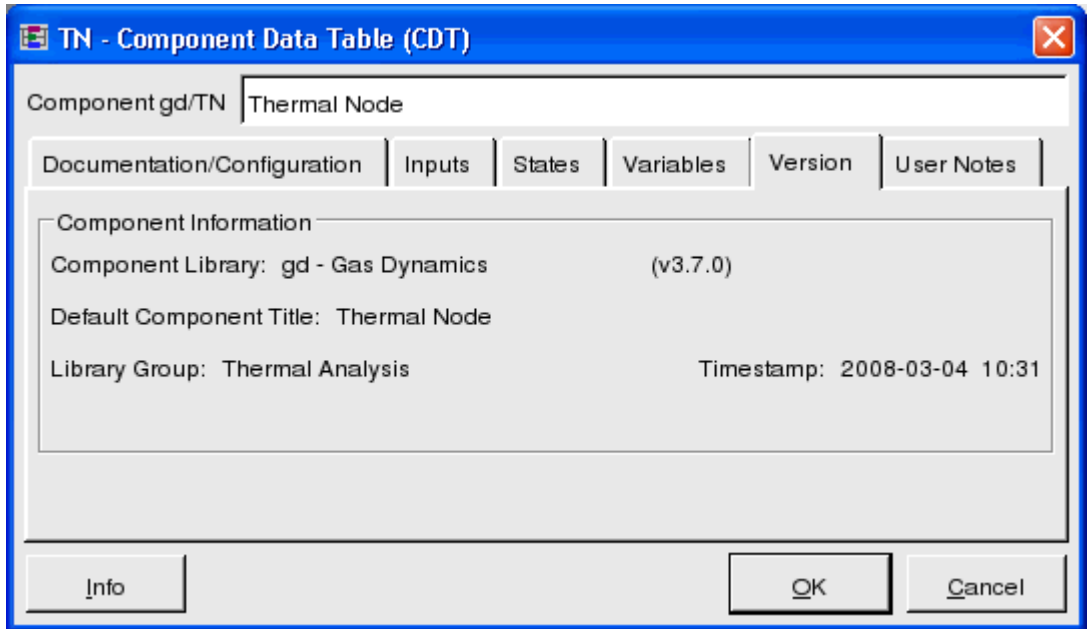 TN - Component Data Table (CDT)
Component gd/TN Thermal Node
Documentation/Configuration Inputs States Variables Version User Notes
Component Information
Component Library: gd - Gas Dynamics (v3.7.0)
Default Component Title: Thermal Node
Library Group: Thermal Analysis Timestamp: 2008-03-04 10:31
Info OK Cancel